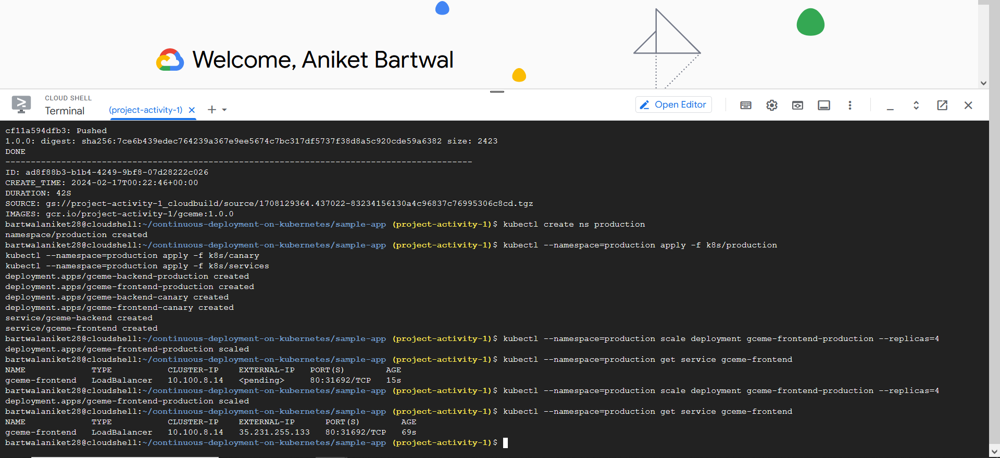 Welcome, Aniket Bartwal
CLOUD SHELL
Terminal
(project-activity-1)
Open Editor
cf11a594dfb3: Pushed
1.0.0: digest: sha256:7ce6b439edec764239a367e9ee5674c7bc317df5737f38d8a5c920cde59a6382 size: 2423
DONE
--------------------------------------------------------------------------------------------
ID: ad8f88b3-b1b4-4249-9bf8-07d28222c026
CREATE_TIME: 2024-02-17T00:22:46+00:00
DURATION: 42S
SOURCE: gs://project-activity-1_cloudbuild/source/1708129364.437022-83234156130a4c96837c76995306c8cd.tgz
IMAGES: gcr.io/project-activity-1/gceme:1.0.0
bartwalaniket28@cloudshell:~/continuous-deployment-on-kubernetes/sample-app (project-activity-1)$ kubectl create ns production
namespace/production created
bartwalaniket28@cloudshell:~/continuous-deployment-on-kubernetes/sample-app (project-activity-1)$ kubectl --namespace=production apply -f k8s/production
kubectl --namespace=production apply -f k8s/canary
kubectl --namespace=production apply -f k8s/services
deployment.apps/gceme-backend-production created
deployment.apps/gceme-frontend-production created
deployment.apps/gceme-backend-canary created
deployment.apps/gceme-frontend-canary created
service/gceme-backend created
service/gceme-frontend created
bartwalaniket28@cloudshell:~/continuous-deployment-on-kubernetes/sample-app (project-activity-1)$ kubectl --namespace=production scale deployment gceme-frontend-production --replicas=4
deployment.apps/gceme-frontend-production scaled
bartwalaniket28@cloudshell:~/continuous-deployment-on-kubernetes/sample-app (project-activity-1)$ kubectl --namespace=production get service gceme-frontend
NAME TYPE CLUSTER-IP EXTERNAL-IP PORT(S) AGE
gceme-frontend LoadBalancer 10.100.8.14 <pending> 80:31692/TCP 15s
bartwalaniket28@cloudshell:~/continuous-deployment-on-kubernetes/sample-app (project-activity-1)$ kubectl --namespace=production scale deployment gceme-frontend-production --replicas=4
deployment.apps/gceme-frontend-production scaled
bartwalaniket28@cloudshell:~/continuous-deployment-on-kubernetes/sample-app (project-activity-1)$ kubectl --namespace=production get service gceme-frontend
NAME TYPE CLUSTER-IP EXTERNAL-IP PORT(S) AGE
gceme-frontend LoadBalancer 10.100.8.14 35.231.255.133 80:31692/TCP 69s
bartwalaniket28@cloudshell:~/continuous-deployment-on-kubernetes/sample-app (project-activity-1)$